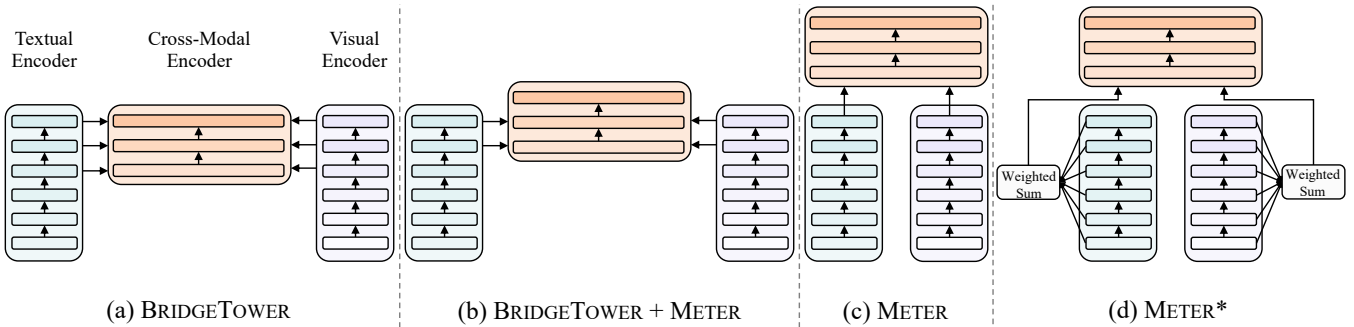 Textual
Encoder
Cross-Modal
Encoder
Visual
Encoder
Weighted
Sum
Weighted
Sum
(a) BRIDGETOWER
(b) BRIDGETOWER + METER
(c) METER
(d) METER*